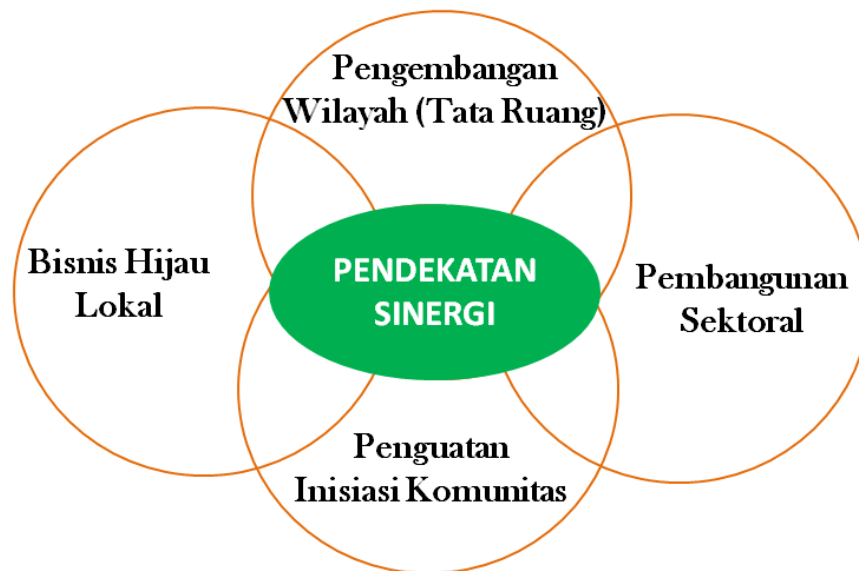 Pengembangan
Wilayah (Tata Ruang)
Bisnis Hijau
Lokal
PENDEKATAN
SINERGI
Pembangunan
Sektoral
Penguatan
Inisiasi Komunitas